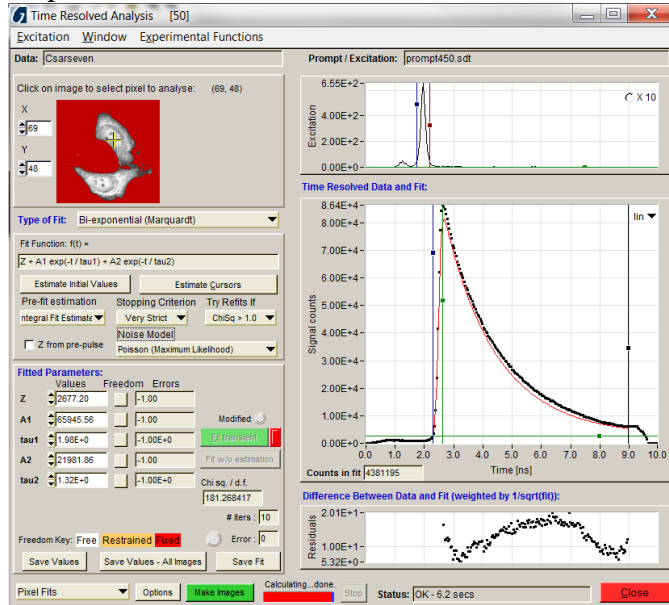 Time Resolved Analysis [50]
Excitation Window Experimental Functions
Data: Csarseven
Prompt / Excitation: prompt450.sdt
Click on image to select pixel to analyse: (69, 48)
X
69
Y
48
6.55E+2
4.00E+2
2.00E+2
0.00E+0
Excitation
X 10
Time Resolved Data and Fit:
Type of Fit: Bi-exponential (Marquardt)
Fit Function: f(t) =
Z + A1 exp(-t / tau1) + A2 exp(-t / tau2)
Estimate Initial Values Estimate Cursors
Pre-fit estimation Stopping Criterion Try Refits If
ntegral Fit Estimate Very Strict ChiSq > 1.0
Noise Model
Z from pre-pulse Poisson (Maximum Likelihood)
8.64E+4
8.00E+4
7.00E+4
6.00E+4
5.00E+4
4.00E+4
3.00E+4
2.00E+4
1.00E+4
0.00E+0
Signal counts
lin
0.0 1.0 2.0 3.0 4.0 5.0 6.0 7.0 8.0 9.0 10.0
Counts in fit 4381195 Time [ns]
Fitted Parameters:
Values Freedom Errors
Z 2677.20 -1.00
A1 65945.56 -1.00 Modified
tau1 1.98E+0 -1.00E+0 Fit transient
A2 21981.86 -1.00 Fit w/o estimation
tau2 1.32E+0 -1.00E+0 Chi sq. / d.f.
181.268417
# iters : 10
Freedom Key: Free Restrained Fixed Error : 0
Save Values Save Values - All Images Save Fit
Difference Between Data and Fit (weighted by 1/sqrt(fit)):
2.01E+1
1.00E+1
5.32E+0
Residuals
Pixel Fits Options Make Images Calculating...done. Stop Status: OK - 6.2 secs Close